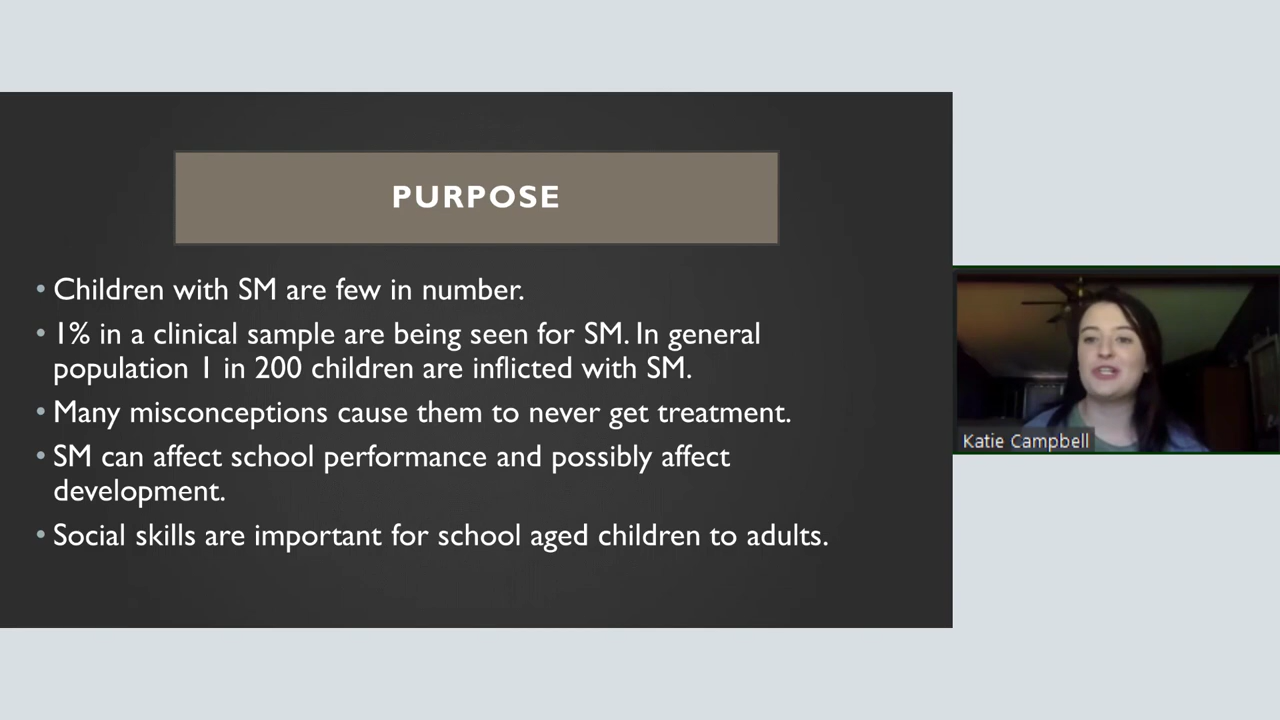 PURPOSE
• Children with SM are few in number.
• 1% in a clinical sample are being seen for SM. In general
population 1 in 200 children are inflicted with SM.
• Many misconceptions cause them to never get treatment.
• SM can affect school performance and possibly affect
development.
• Social skills are important for school aged children to adults.
Katie Campbell